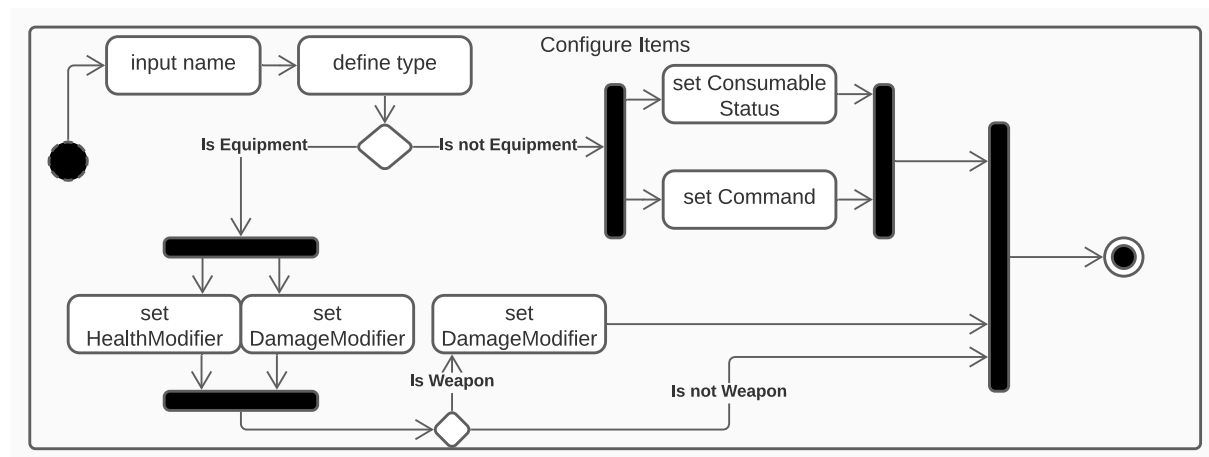 Configure Items
input name
define type
set Consumable
Status
Is Equipment
Is not Equipment
set Command
set
HealthModifier
set
DamageModifier
set
DamageModifier
Is Weapon
Is not Weapon